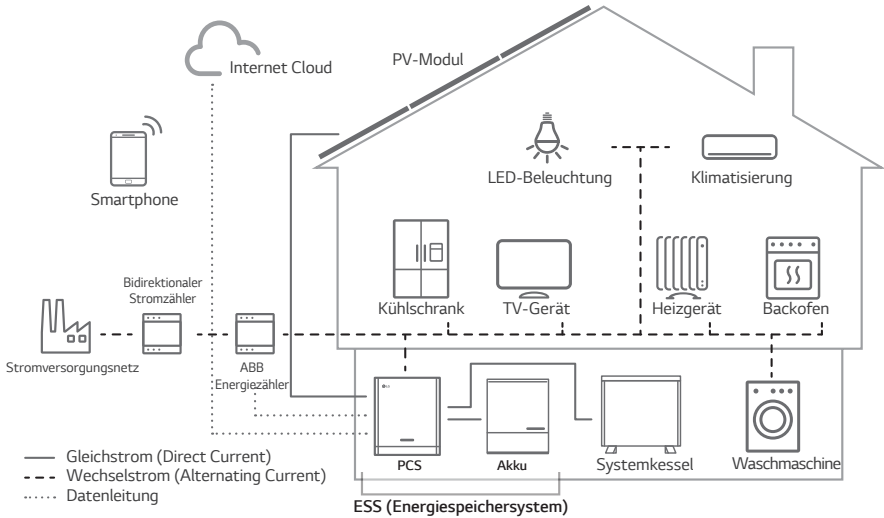 Internet Cloud
PV-Modul
Smartphone
LED-Beleuchtung
Klimatisierung
Kühlschrank
TV-Gerät
Heizgerät
Backofen
Bidirektionaler
Stromzähler
Stromversorgungsnetz
ABB
Energiezähler
PCS
Akku
Systemkessel
Waschmaschine
ESS (Energiespeichersystem)
Gleichstrom (Direct Current)
Wechselstrom (Alternating Current)
Datenleitung